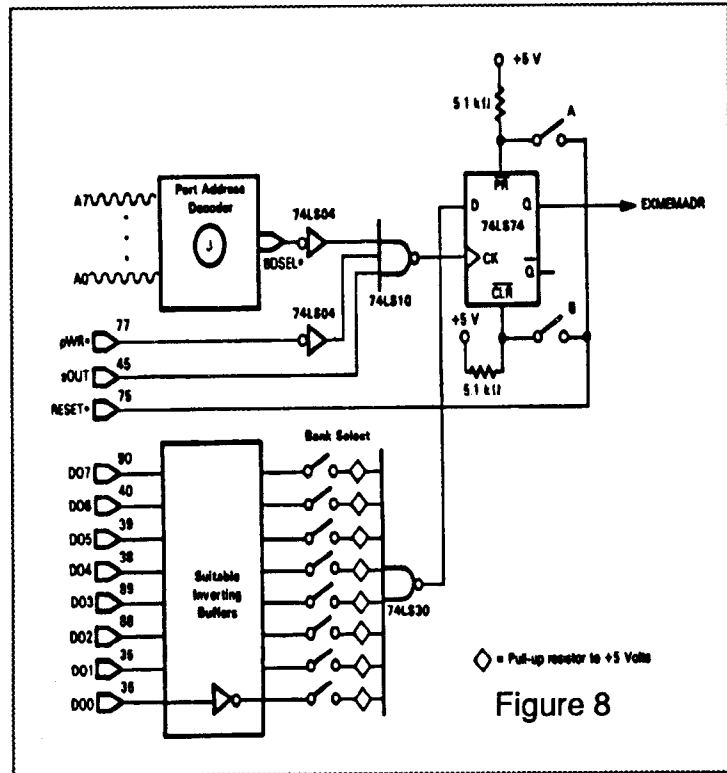 +5 V
5.1 kΩ
A
A7
Port Address
Decoder
J
A0
BDSEL*
74LS04
74LS10
PR
D
Q
74LS74
CK
Q
CLR
EXMEMADR
74LS04
+5 V
B
5.1 kΩ
pWR*
77
sOUT
45
RESET*
75
Bank Select
DO7
90
DO6
40
DO5
39
DO4
38
DO3
89
DO2
88
DO1
35
DO0
36
Suitable
Inverting
Buffers
74LS30
= Pull-up resistor to +5 Volts
Figure 8